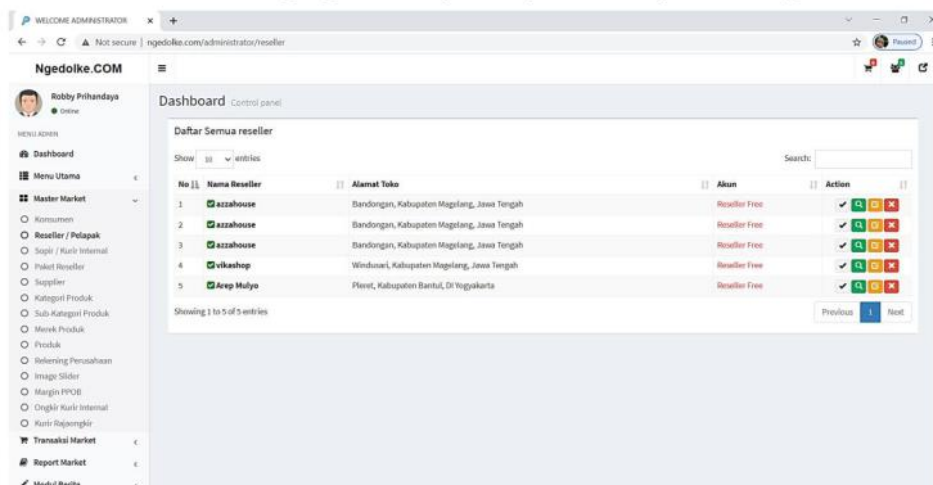 WELCOME ADMINISTRATOR
Not secure | ngedolke.com/administrator/reseller
Paused
Ngedolke.COM
Robby Prihandaya
Online
MENU ADMIN
Dashboard
Menu Utama
Master Market
Konsumen
Reseller / Pelapak
Sopir / Kurir Internal
Paket Reseller
Supplier
Kategori Produk
Sub-Kategori Produk
Merek Produk
Produk
Rekening Perusahaan
Image Slider
Margin PPOB
Ongkir Kurir Internal
Kurir Rajaongkir
Transaksi Market
Report Market
Modul Berita
Dashboard Control panel
Daftar Semua reseller
Show 10 entries Search:
No Nama Reseller Alamat Toko Akun Action
1 azzahouse Bandongan, Kabupaten Magelang, Jawa Tengah Reseller Free
2 azzahouse Bandongan, Kabupaten Magelang, Jawa Tengah Reseller Free
3 azzahouse Bandongan, Kabupaten Magelang, Jawa Tengah Reseller Free
4 vikashop Windusari, Kabupaten Magelang, Jawa Tengah Reseller Free
5 Arep Mulyo Pleret, Kabupaten Bantul, DI Yogyakarta Reseller Free
Showing 1 to 5 of 5 entries Previous 1 Next